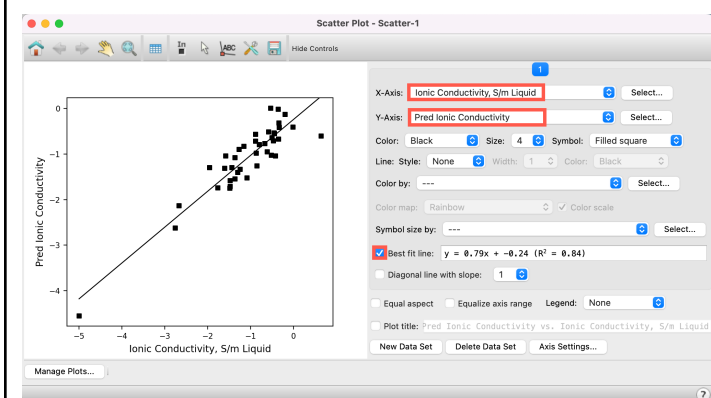 Scatter Plot - Scatter-1
In
ABC
Hide Controls
1
X-Axis: Ionic Conductivity, S/m Liquid Select...
Y-Axis: Pred Ionic Conductivity Select...
Color: Black Size: 4 Symbol: Filled square
Line: Style: None Width: 1 Color: Black
Color by: --- Select...
Color map: Rainbow Color scale
Symbol size by: --- Select...
Best fit line: y = 0.79x + -0.24 (R² = 0.84)
Diagonal line with slope: 1
Equal aspect Equalize axis range Legend: None
Plot title: Pred Ionic Conductivity vs. Ionic Conductivity, S/m Liquid
New Data Set Delete Data Set Axis Settings...
Pred Ionic Conductivity
0
−1
−2
−3
−4
−5 −4 −3 −2 −1 0
Ionic Conductivity, S/m Liquid
Manage Plots...
?